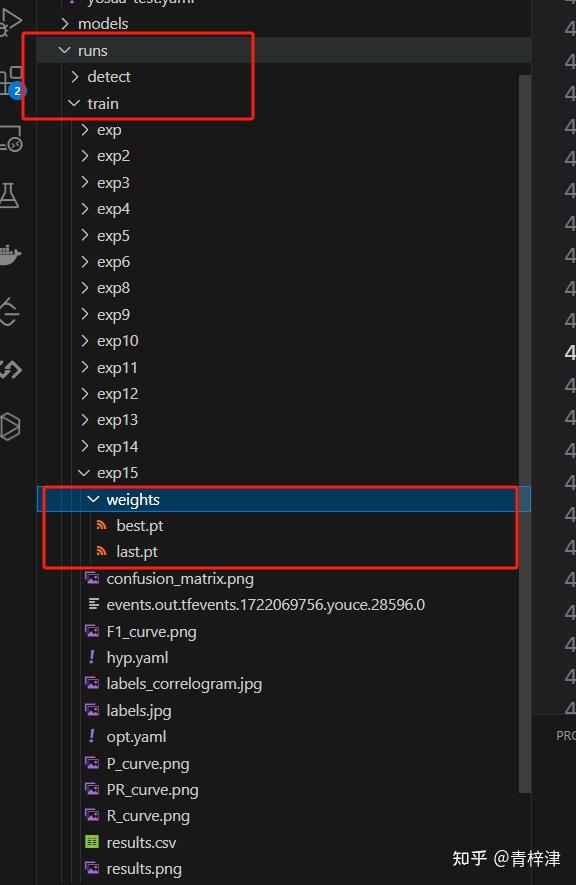 models
runs
detect
2
train
exp
exp2
exp3
exp4
exp5
exp6
exp8
exp9
exp10
exp11
exp12
exp13
exp14
exp15
weights
best.pt
last.pt
confusion_matrix.png
events.out.tfevents.1722069756.youce.28596.0
F1_curve.png
hyp.yaml
labels_correlogram.jpg
labels.jpg
opt.yaml
PRO
P_curve.png
PR_curve.png
R_curve.png
results.csv
知乎 @青梓津
results.png